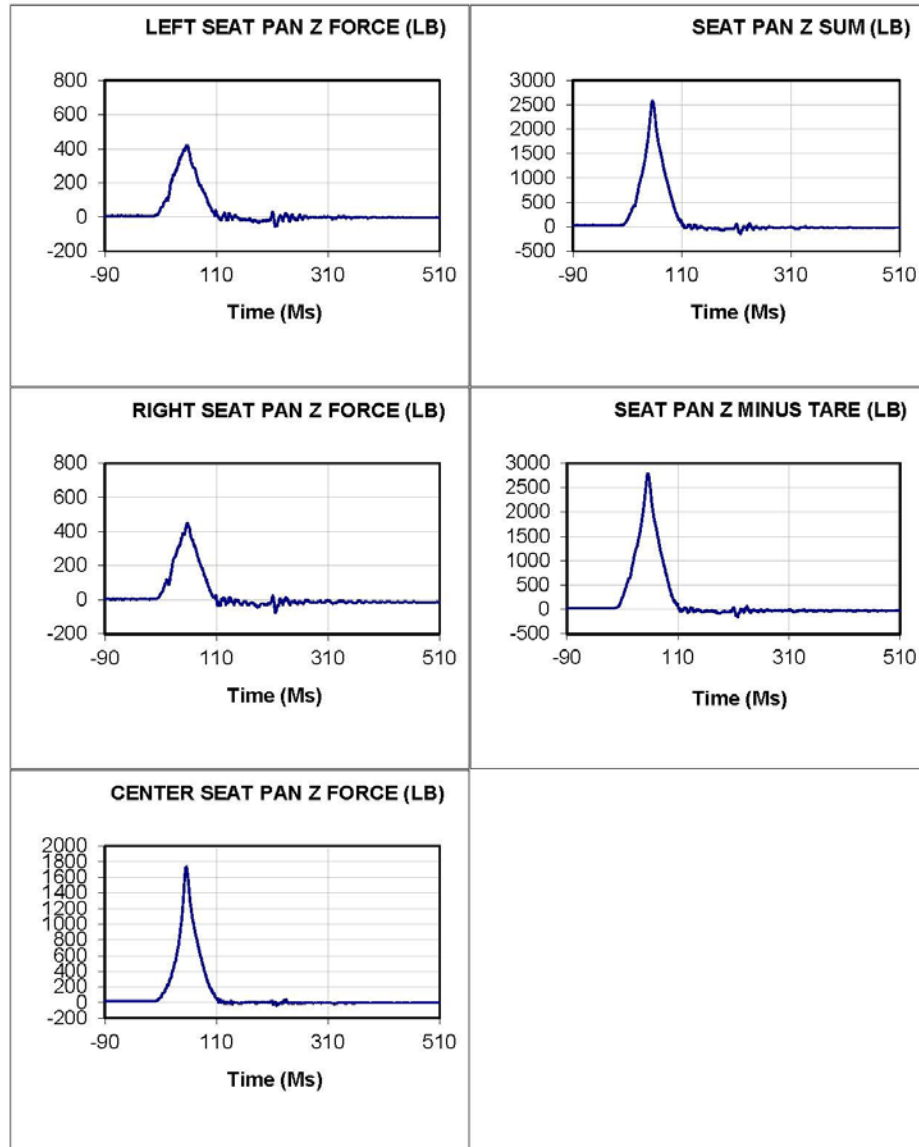 LEFT SEAT PAN Z FORCE (LB)
800
600
400
200
0
-200
-90 110 310 510
Time (Ms)
SEAT PAN Z SUM (LB)
3000
2500
2000
1500
1000
500
0
-500
-90 110 310 510
Time (Ms)
RIGHT SEAT PAN Z FORCE (LB)
800
600
400
200
0
-200
-90 110 310 510
Time (Ms)
SEAT PAN Z MINUS TARE (LB)
3000
2500
2000
1500
1000
500
0
-500
-90 110 310 510
Time (Ms)
CENTER SEAT PAN Z FORCE (LB)
2000
1800
1600
1400
1200
1000
800
600
400
200
0
-200
-90 110 310 510
Time (Ms)